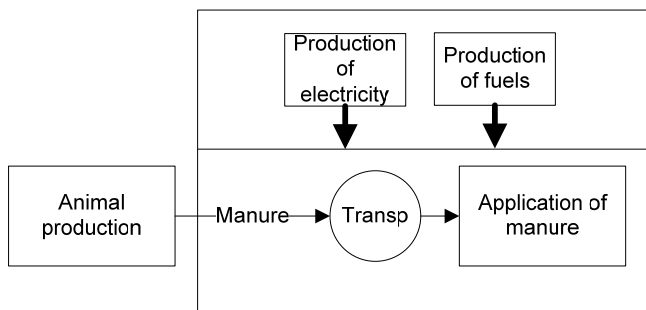 Production
of
electricity
Production
of fuels
Animal
production
Manure
Transp
Application of
manure